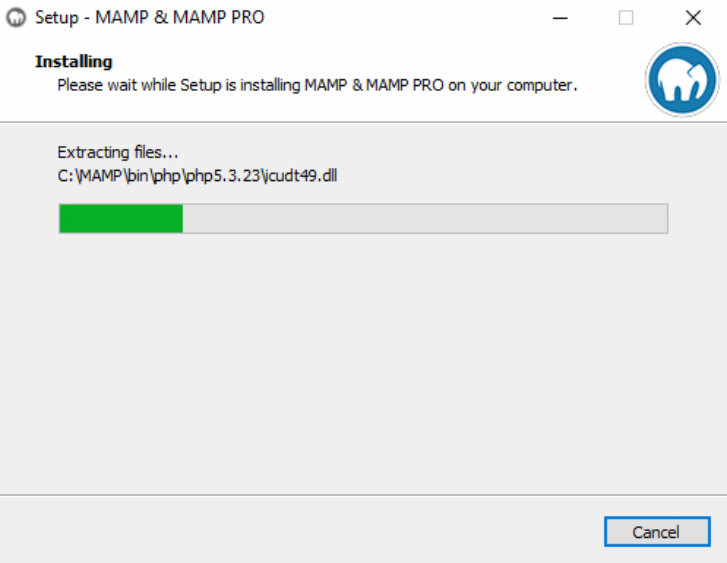 Setup - MAMP & MAMP PRO
Installing
Please wait while Setup is installing MAMP & MAMP PRO on your computer.
Extracting files...
C:\MAMP\bin\php\php5.3.23\icudt49.dll
Cancel